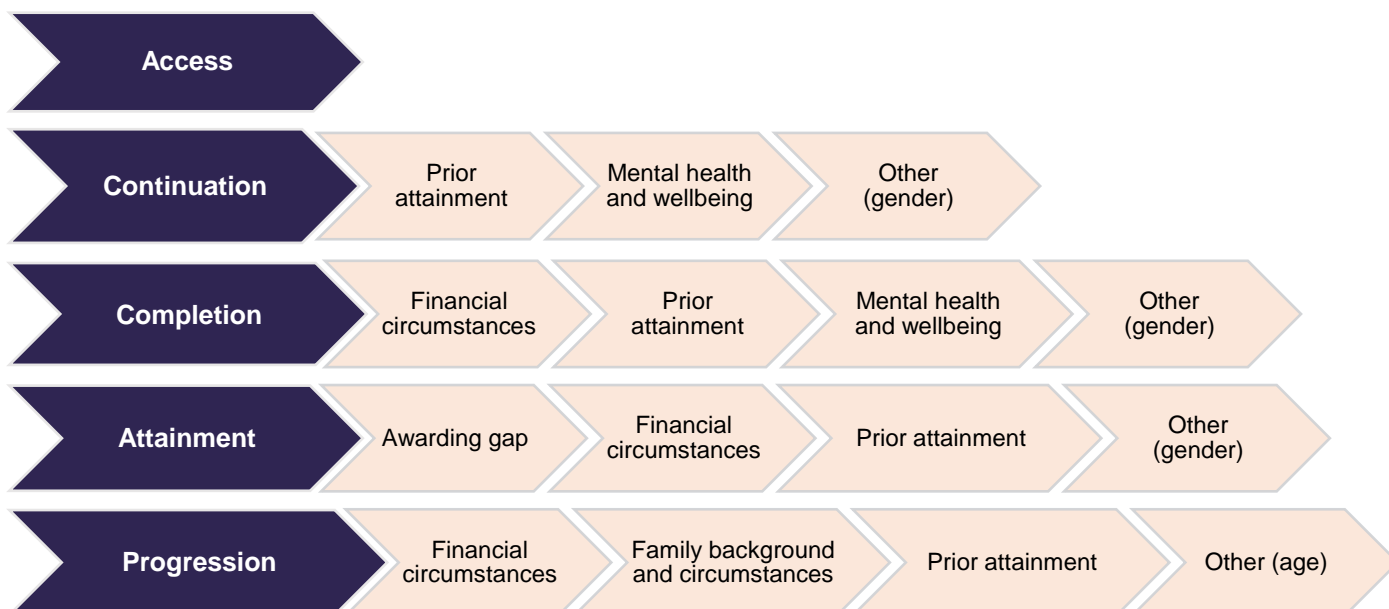 Access
Continuation
Prior
attainment
Mental health
and wellbeing
Other
(gender)
Completion
Financial
circumstances
Prior
attainment
Mental health
and wellbeing
Other
(gender)
Attainment
Awarding gap
Financial
circumstances
Prior attainment
Other
(gender)
Progression
Financial
circumstances
Family background
and circumstances
Prior attainment
Other (age)